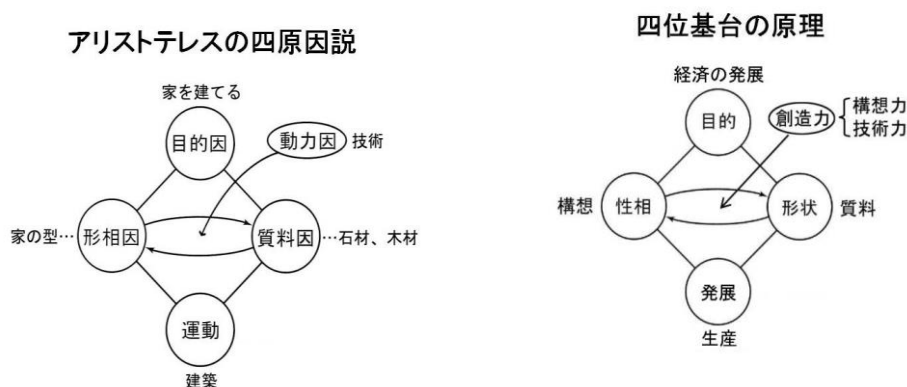 アリストテレスの四原因説
家を建てる
目的因
動力因 技術
家の型… 形相因
質料因 …石材、木材
運動
建築
四位基台の原理
経済の発展
目的
創造力 構想力
技術力
構想 性相
形状 質料
発展
生産